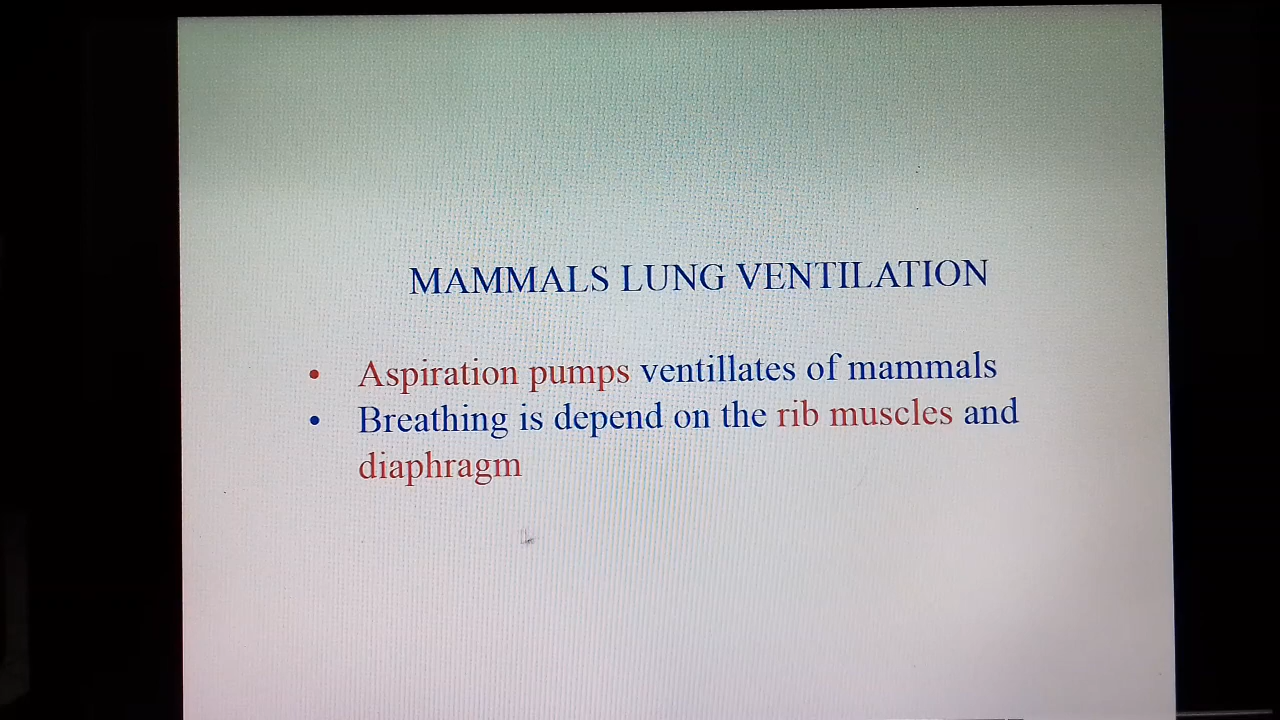 MAMMALS LUNG VENTILATION
• Aspiration pumps ventillates of mammals
• Breathing is depend on the rib muscles and
diaphragm